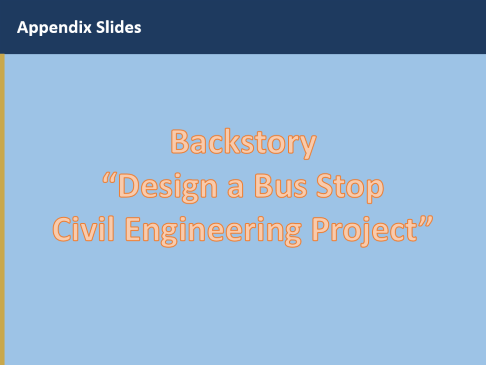 Appendix Slides
Backstory
“Design a Bus Stop
Civil Engineering Project”